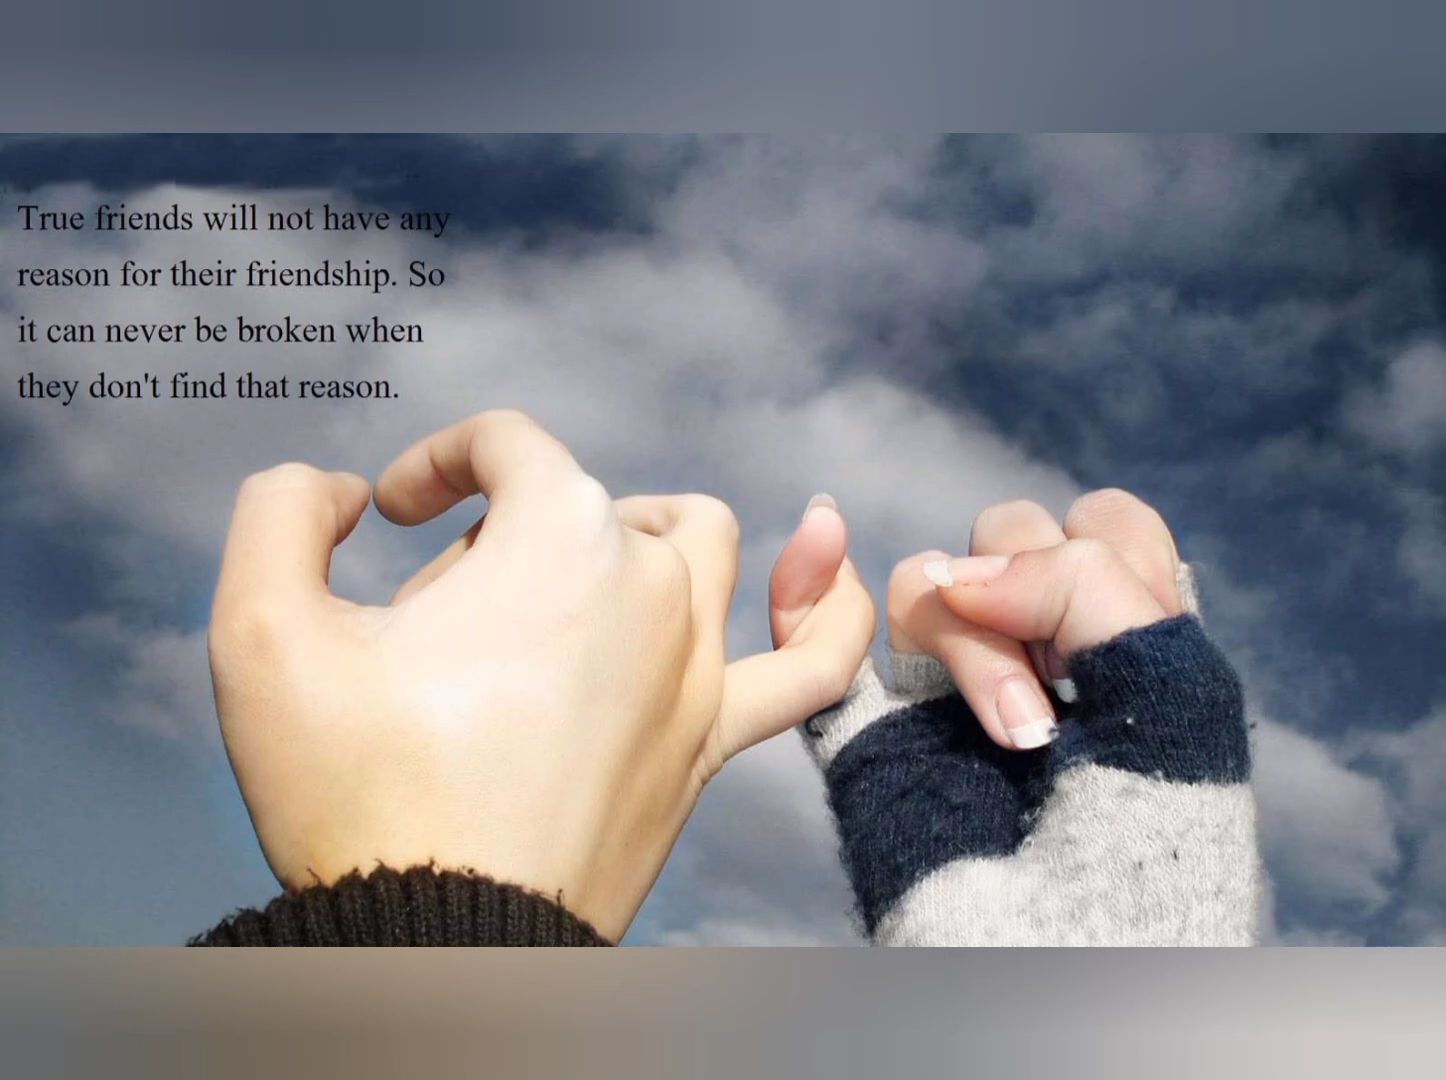 True friends will not have any
reason for their friendship. So
it can never be broken when
they don't find that reason.